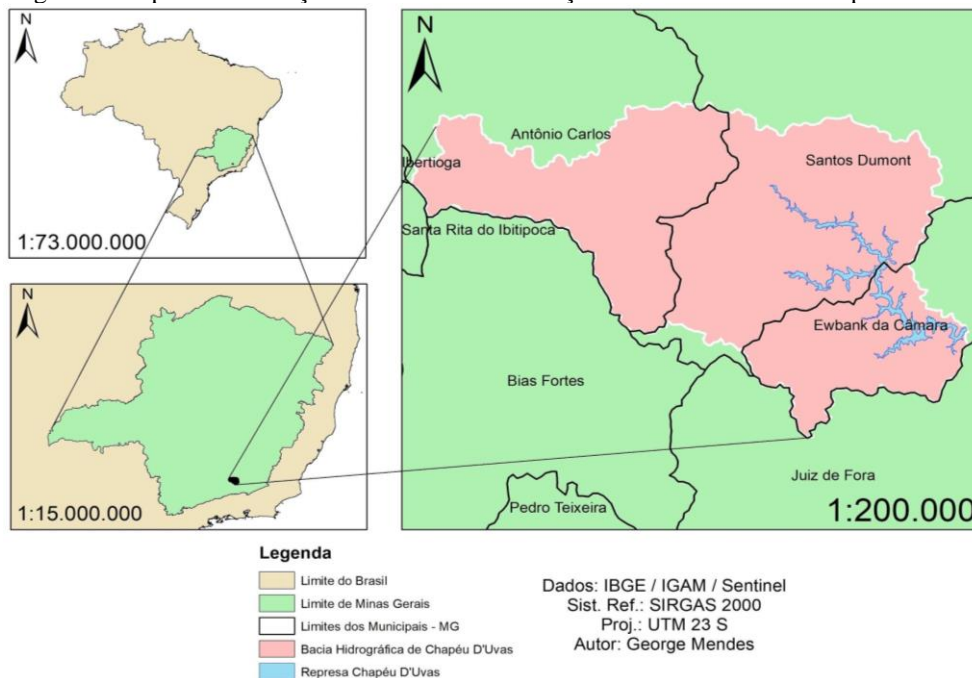 N
1:73.000.000
N
1:15.000.000
N
Antônio Carlos
Ibertioga
Santos Dumont
Santa Rita do Ibitipoca
Ewbank da Câmara
Bias Fortes
Juiz de Fora
Pedro Teixeira
1:200.000
Legenda
Limite do Brasil
Limite de Minas Gerais
Limites dos Municipais - MG
Bacia Hidrográfica de Chapéu D'Uvas
Represa Chapéu D'Uvas
Dados: IBGE / IGAM / Sentinel
Sist. Ref.: SIRGAS 2000
Proj.: UTM 23 S
Autor: George Mendes